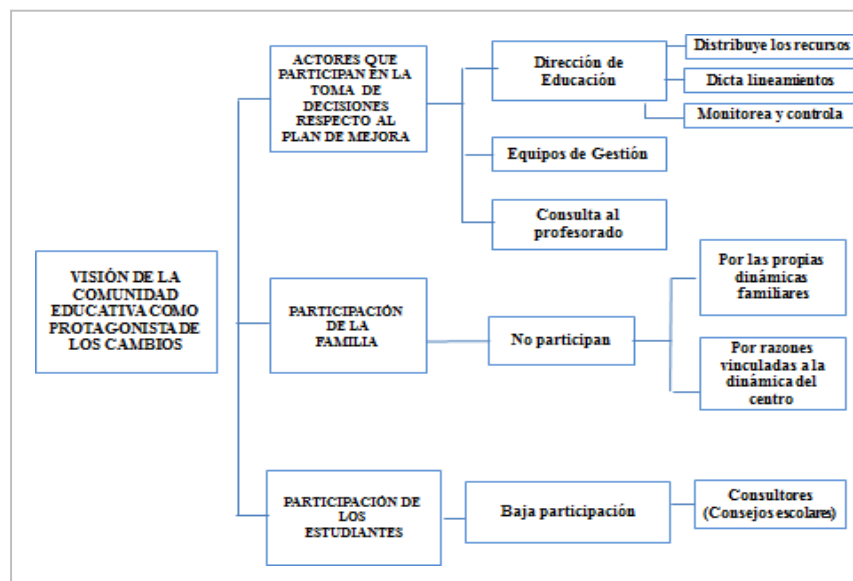 VISIÓN DE LA
COMUNIDAD
EDUCATIVA COMO
PROTAGONISTA DE
LOS CAMBIOS
ACTORES QUE
PARTICIPAN EN LA
TOMA DE
DECISIONES
RESPECTO AL
PLAN DE MEJORA
Dirección de
Educación
Distribuye los recursos
Dicta lineamientos
Monitorea y controla
Equipos de Gestión
Consulta al
profesorado
PARTICIPACIÓN
DE LA
FAMILIA
No participan
Por las propias
dinámicas
familiares
Por razones
vinculadas a la
dinámica del
centro
PARTICIPACIÓN DE
LOS
ESTUDIANTES
Baja participación
Consultores
(Consejos escolares)